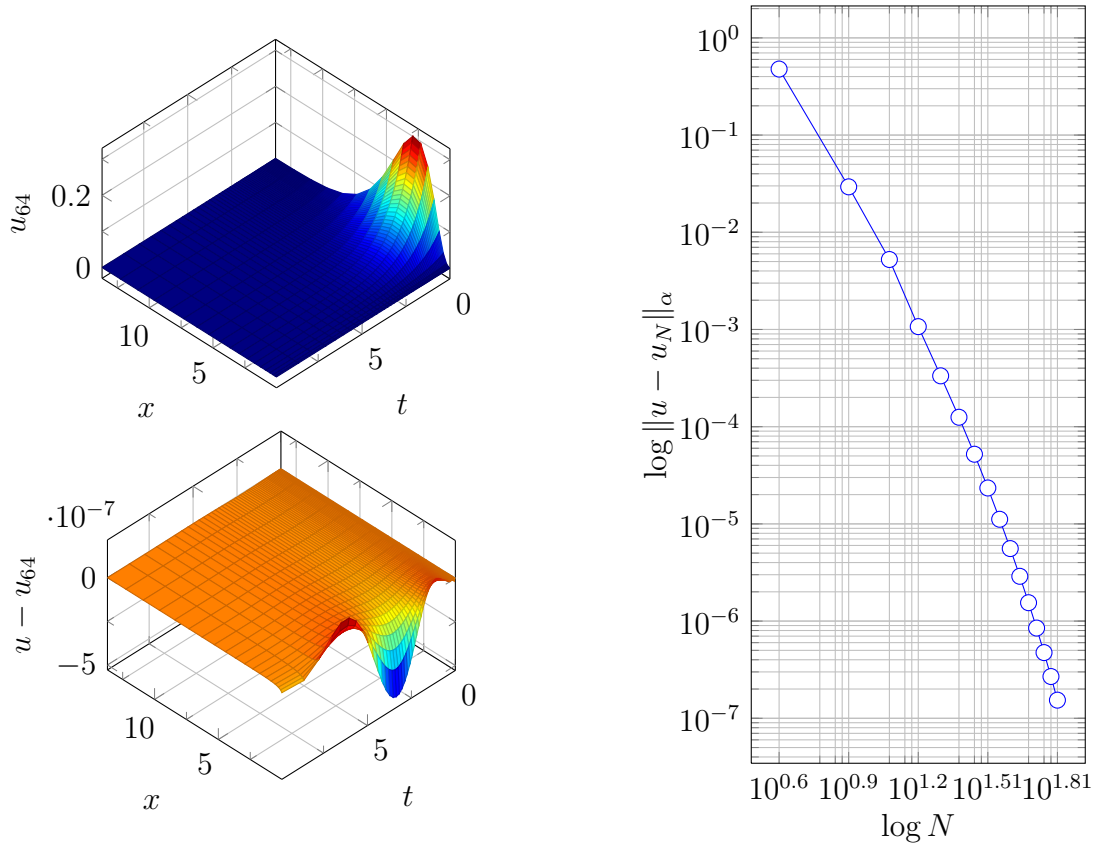 0.2
0
u_{64}
10
5
x
5
0
t
·10^{-7}
0
−5
u − u_{64}
10
5
x
5
0
t
10^0
10^{-1}
10^{-2}
10^{-3}
10^{-4}
10^{-5}
10^{-6}
10^{-7}
log ||u − u_N||_α
10^{0.6} 10^{0.9} 10^{1.2} 10^{1.51} 10^{1.81}
log N